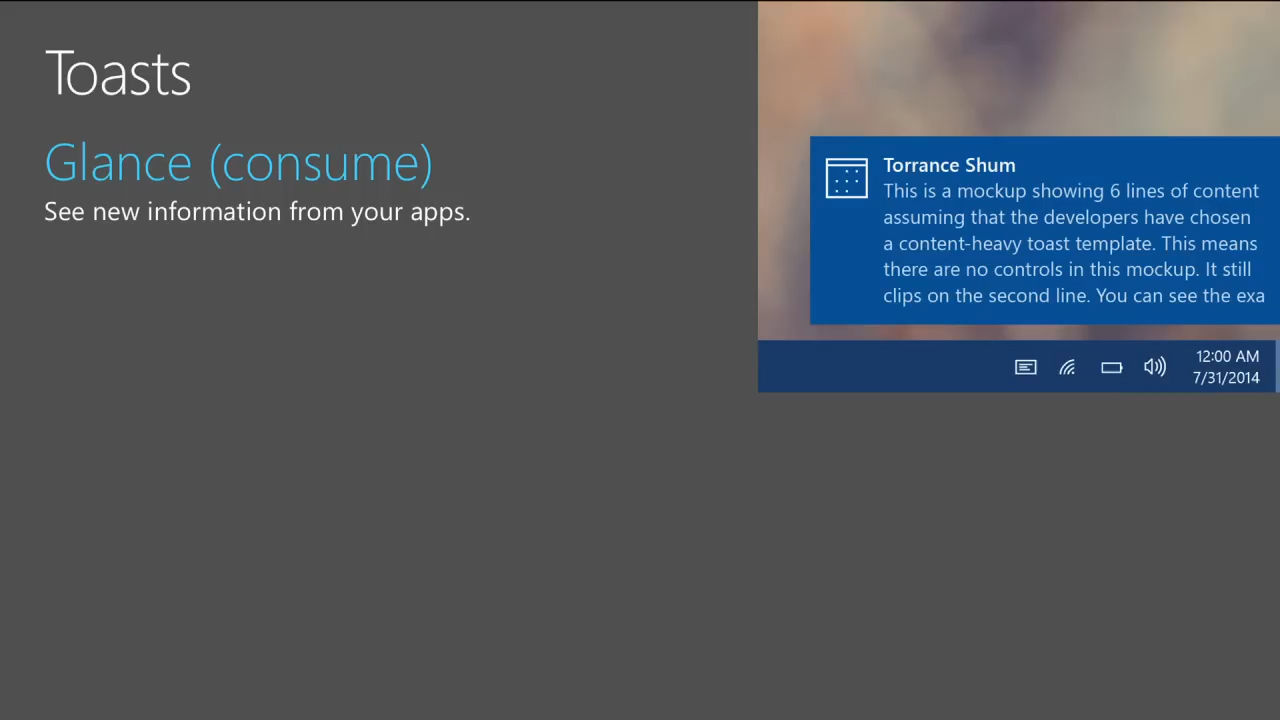 Toasts
Glance (consume)
See new information from your apps.
Torrance Shum
This is a mockup showing 6 lines of content
assuming that the developers have chosen
a content-heavy toast template. This means
there are no controls in this mockup. It still
clips on the second line. You can see the exa
12:00 AM
7/31/2014